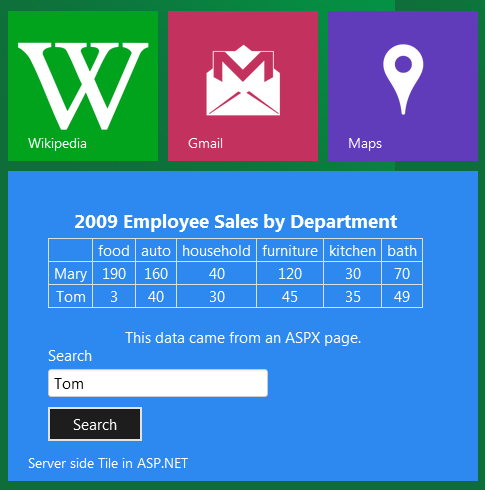 W
Wikipedia
Gmail
Maps
2009 Employee Sales by Department
food auto household furniture kitchen bath
Mary 190 160 40 120 30 70
Tom 3 40 30 45 35 49
This data came from an ASPX page.
Search
Tom
Search
Server side Tile in ASP.NET